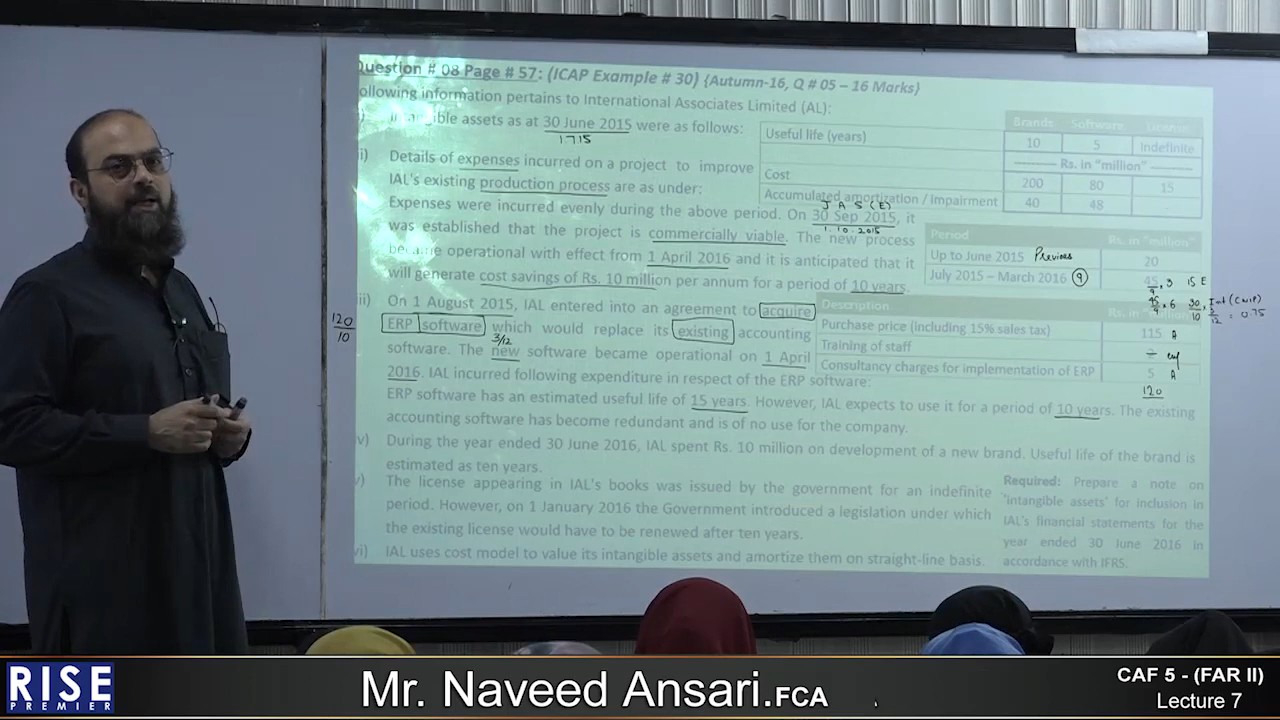 Question # 08 Page # 57: (ICAP Example # 30) {Autumn-16, Q # 05 – 16 Marks}
ollowing information pertains to International Associates Limited (AL):
Intangible assets as at 30 June 2015 were as follows:
1.7.15
Brands Software License
Useful life (years) 10 5 Indefinite
Rs. in "million"
Cost 200 80 15
Accumulated amortization / Impairment 40 48 -
ii) Details of expenses incurred on a project to improve
IAL's existing production process are as under:
J A S (E)
Expenses were incurred evenly during the above period. On 30 Sep 2015, it
1.10.2015
was established that the project is commercially viable. The new process
became operational with effect from 1 April 2016 and it is anticipated that it
will generate cost savings of Rs. 10 million per annum for a period of 10 years.
Period Rs. in "million"
Up to June 2015 Previous 20
July 2015 – March 2016 9 45
iii) On 1 August 2015, IAL entered into an agreement to acquire
ERP software which would replace its existing accounting
3/12
software. The new software became operational on 1 April
2016. IAL incurred following expenditure in respect of the ERP software:
120
10
Description
Purchase price (including 15% sales tax) 115 A
Training of staff
Consultancy charges for implementation of ERP 5 A
120
ERP software has an estimated useful life of 15 years. However, IAL expects to use it for a period of 10 years. The existing
accounting software has become redundant and is of no use for the company.
iv) During the year ended 30 June 2016, IAL spent Rs. 10 million on development of a new brand. Useful life of the brand is
estimated as ten years.
v) The license appearing in IAL's books was issued by the government for an indefinite
period. However, on 1 January 2016 the Government introduced a legislation under which
the existing license would have to be renewed after ten years.
vi) IAL uses cost model to value its intangible assets and amortize them on straight-line basis.
Required: Prepare a note on
'intangible assets' for inclusion in
IAL's financial statements for the
year ended 30 June 2016 in
accordance with IFRS.
RISE
PREMIER
Mr. Naveed Ansari.FCA
CAF 5 - (FAR II)
Lecture 7